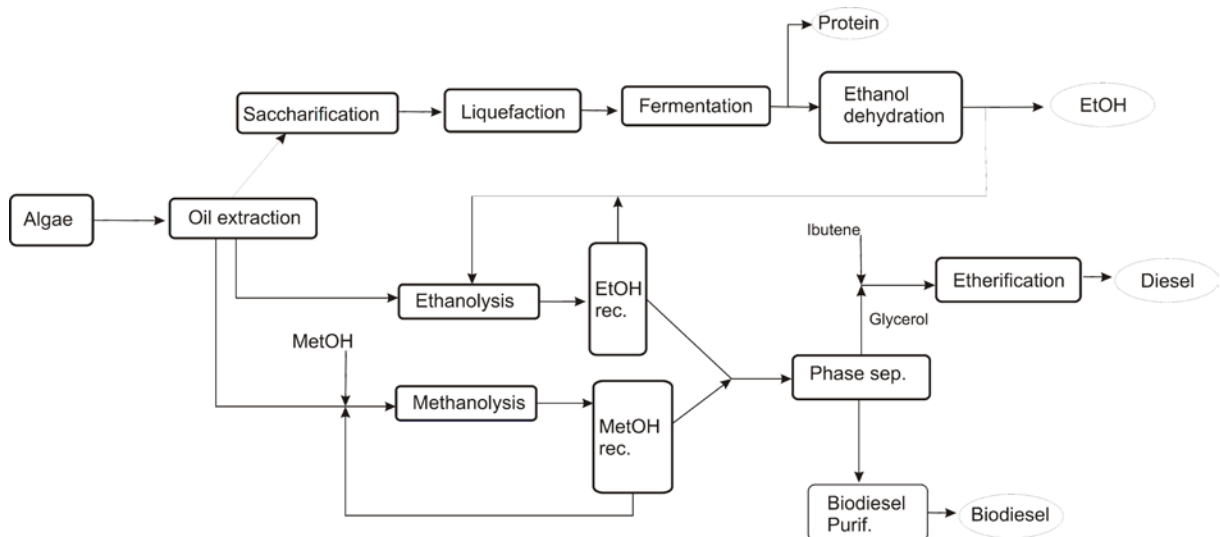 Protein
Saccharification
Liquefaction
Fermentation
Ethanol
dehydration
EtOH
Algae
Oil extraction
Ibutene
Ethanolysis
EtOH
rec.
Etherification
Diesel
Glycerol
MetOH
Methanolysis
MetOH
rec.
Phase sep.
Biodiesel
Purif.
Biodiesel